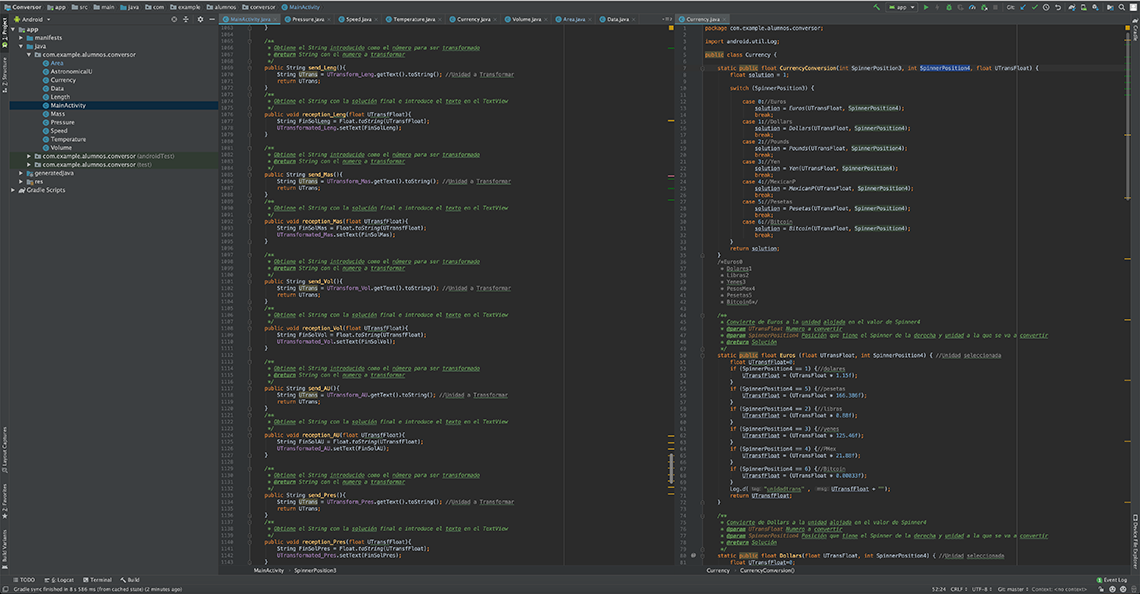 Conversor app src main java com example alumnos conversor MainActivity
app
Git:
Android
MainActivity.java Pressure.java Speed.java Temperature.java Currency.java Volume.java Area.java Data.java
Currency.java
app
manifests
java
com.example.alumnos.conversor
Area
AstronomicalU
Currency
Data
Length
MainActivity
Mass
Pressure
Speed
Temperature
Volume
com.example.alumnos.conversor (androidTest)
com.example.alumnos.conversor (test)
generatedJava
res
Gradle Scripts
1: Project
Z: Structure
Layout Captures
2: Favorites
Build Variants
/**
* Obtiene el String introducido como el número para ser transformado
* @return String con el numero a transformar
*/
public String send_Leng(){
String UTrans = UTransform_Leng.getText().toString(); //Unidad a Transformar
return UTrans;
}
/**
* Obtiene el String con la solución final e introduce el texto en el TextView
*/
public void reception_Leng(float UTransfFloat){
String FinSolLeng = Float.toString(UTransfFloat);
UTransformated_Leng.setText(FinSolLeng);
}
/**
* Obtiene el String introducido como el número para ser transformado
* @return String con el numero a transformar
*/
public String send_Mas(){
String UTrans = UTransform_Mas.getText().toString(); //Unidad a Transformar
return UTrans;
}
/**
* Obtiene el String con la solución final e introduce el texto en el TextView
*/
public void reception_Mas(float UTransfFloat){
String FinSolMas = Float.toString(UTransfFloat);
UTransformated_Mas.setText(FinSolMas);
}
/**
* Obtiene el String introducido como el número para ser transformado
* @return String con el numero a transformar
*/
public String send_Vol(){
String UTrans = UTransform_Vol.getText().toString(); //Unidad a Transformar
return UTrans;
}
/**
* Obtiene el String con la solución final e introduce el texto en el TextView
*/
public void reception_Vol(float UTransfFloat){
String FinSolVol = Float.toString(UTransfFloat);
UTransformated_Vol.setText(FinSolVol);
}
/**
* Obtiene el String introducido como el número para ser transformado
* @return String con el numero a transformar
*/
public String send_AU(){
String UTrans = UTransform_AU.getText().toString(); //Unidad a Transformar
return UTrans;
}
/**
* Obtiene el String con la solución final e introduce el texto en el TextView
*/
public void reception_AU(float UTransfFloat){
String FinSolAU = Float.toString(UTransfFloat);
UTransformated_AU.setText(FinSolAU);
}
/**
* Obtiene el String introducido como el número para ser transformado
* @return String con el numero a transformar
*/
public String send_Pres(){
String UTrans = UTransform_Pres.getText().toString(); //Unidad a Transformar
return UTrans;
}
/**
* Obtiene el String con la solución final e introduce el texto en el TextView
*/
public void reception_Pres(float UTransfFloat){
String FinSolPres = Float.toString(UTransfFloat);
UTransformated_Pres.setText(FinSolPres);
}
MainActivity SpinnerPosition3
package com.example.alumnos.conversor;
import android.util.Log;
public class Currency {
static public float CurrencyConversion(int SpinnerPosition3, int SpinnerPosition4, float UTransFloat) {
float solution = 1;
switch (SpinnerPosition3) {
case 0://Euros
solution = Euros(UTransFloat, SpinnerPosition4);
break;
case 1://Dollars
solution = Dollars(UTransFloat, SpinnerPosition4);
break;
case 2://Pounds
solution = Pounds(UTransFloat, SpinnerPosition4);
break;
case 3://Yen
solution = Yen(UTransFloat, SpinnerPosition4);
break;
case 4://MexicanP
solution = MexicanP(UTransFloat, SpinnerPosition4);
break;
case 5://Pesetas
solution = Pesetas(UTransFloat, SpinnerPosition4);
break;
case 6://Bitcoin
solution = Bitcoin(UTransFloat, SpinnerPosition4);
break;
}
return solution;
}
/*Euros0
* Dolares1
* Libras2
* Yenes3
* PesosMex4
* Pesetas5
* Bitcoin6*/
/**
* Convierte de Euros a la unidad alojada en el valor de Spinner4
* @param UTransFloat Numero a convertir
* @param SpinnerPosition4 Posición que tiene el Spinner de la derecha y unidad a la que se va a convertir
* @return Solución
*/
static public float Euros (float UTransFloat, int SpinnerPosition4) { //Unidad seleccionada
float UTransfFloat=0;
if (SpinnerPosition4 == 1) {//dolares
UTransfFloat = (UTransFloat * 1.15f);
}
if (SpinnerPosition4 == 5) {//pesetas
UTransfFloat = (UTransFloat * 166.386f);
}
if (SpinnerPosition4 == 2) {//libras
UTransfFloat = (UTransFloat * 0.88f);
}
if (SpinnerPosition4 == 3) {//yenes
UTransfFloat = (UTransFloat * 125.46f);
}
if (SpinnerPosition4 == 4) {//PMex
UTransfFloat = (UTransFloat * 21.88f);
}
if (SpinnerPosition4 == 6) {//Bitcoin
UTransfFloat = (UTransFloat * 0.00033f);
}
Log.d( "unidadtrans" , UTransfFloat + "");
return UTransfFloat;
}
/**
* Convierte de Dollars a la unidad alojada en el valor de Spinner4
* @param UTransFloat Numero a convertir
* @param SpinnerPosition4 Posición que tiene el Spinner de la derecha y unidad a la que se va a convertir
* @return Solución
*/
static public float Dollars(float UTransFloat, int SpinnerPosition4) { //Unidad seleccionada
float UTransfFloat=0;
Currency CurrencyConversion()
Gradle
Device File Explorer
TODO 6: Logcat Terminal Build
Event Log
Gradle sync finished in 8 s 586 ms (from cached state) (2 minutes ago)
52:24 CRLF UTF-8 Git: master Context: <no context>